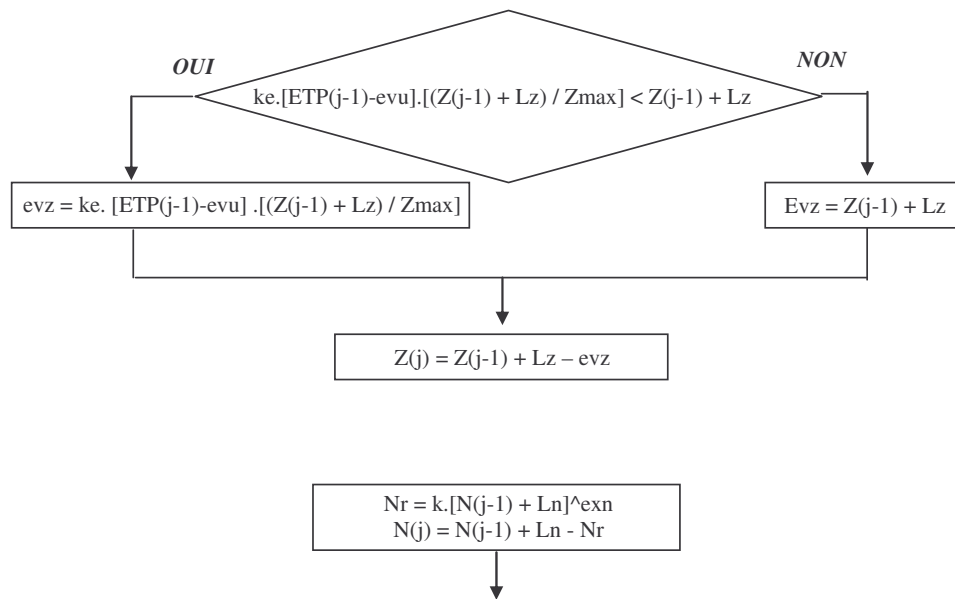 OUI
NON
ke.[ETP(j-1)-evu].[(Z(j-1) + Lz) / Zmax] < Z(j-1) + Lz
evz = ke. [ETP(j-1)-evu] .[(Z(j-1) + Lz) / Zmax]
Evz = Z(j-1) + Lz
Z(j) = Z(j-1) + Lz – evz
Nr = k.[N(j-1) + Ln]^exn
N(j) = N(j-1) + Ln - Nr